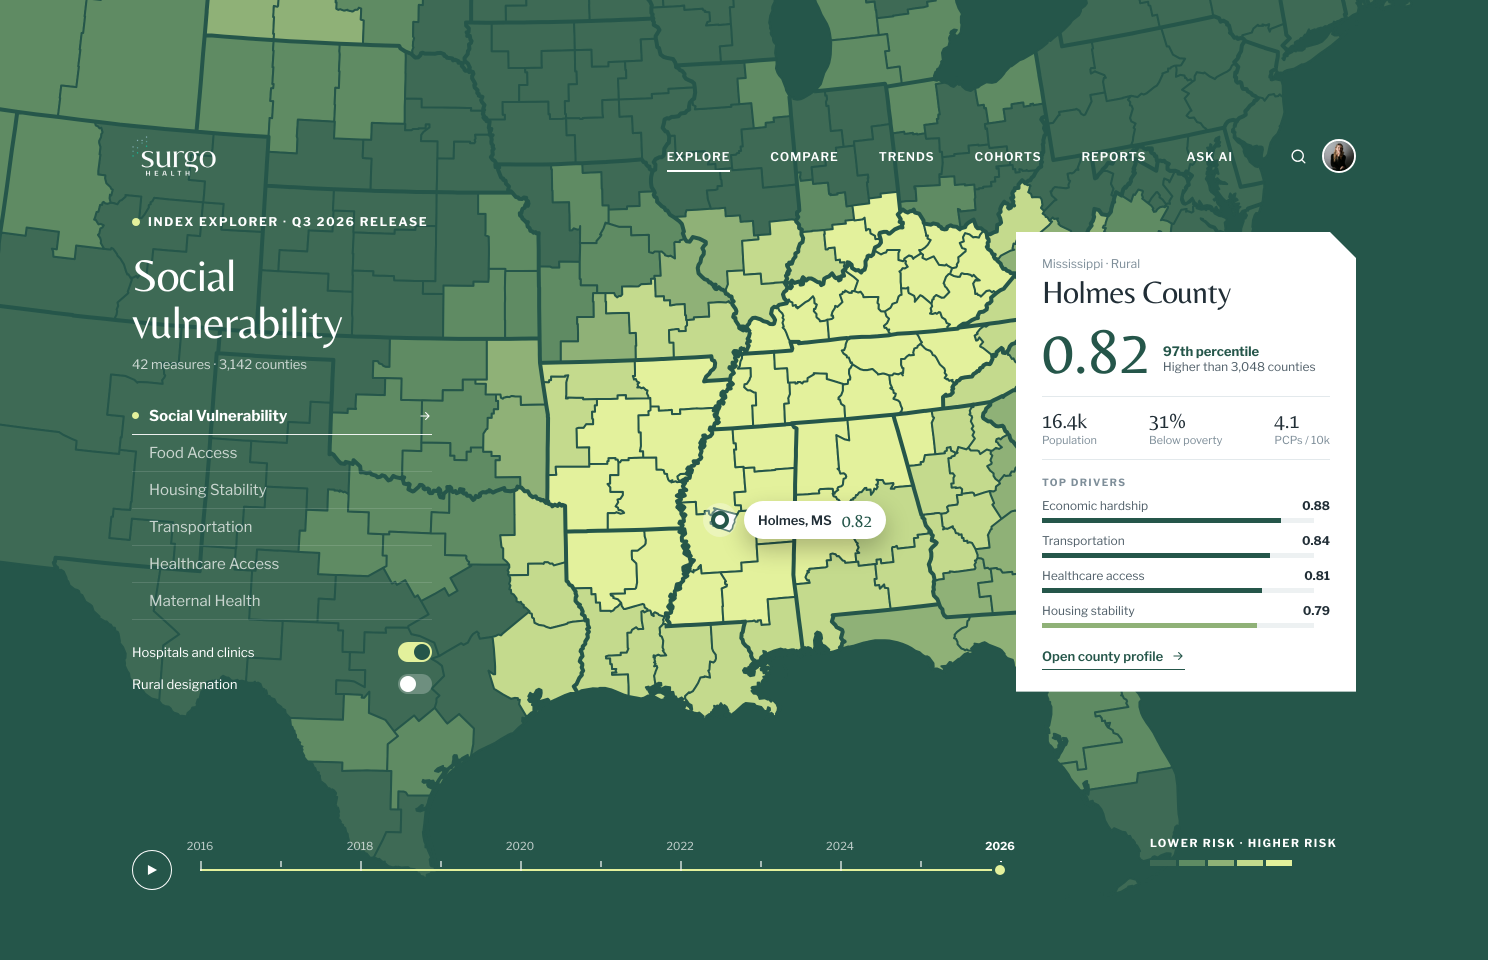 surgo
HEALTH
EXPLORE
COMPARE
TRENDS
COHORTS
REPORTS
ASK AI
INDEX EXPLORER · Q3 2026 RELEASE
Social
vulnerability
42 measures · 3,142 counties
Social Vulnerability →
Food Access
Housing Stability
Transportation
Healthcare Access
Maternal Health
Hospitals and clinics
Rural designation
Holmes, MS 0.82
Mississippi · Rural
Holmes County
0.82
97th percentile
Higher than 3,048 counties
16.4k
Population
31%
Below poverty
4.1
PCPs / 10k
TOP DRIVERS
Economic hardship 0.88
Transportation 0.84
Healthcare access 0.81
Housing stability 0.79
Open county profile →
2016
2018
2020
2022
2024
2026
LOWER RISK · HIGHER RISK